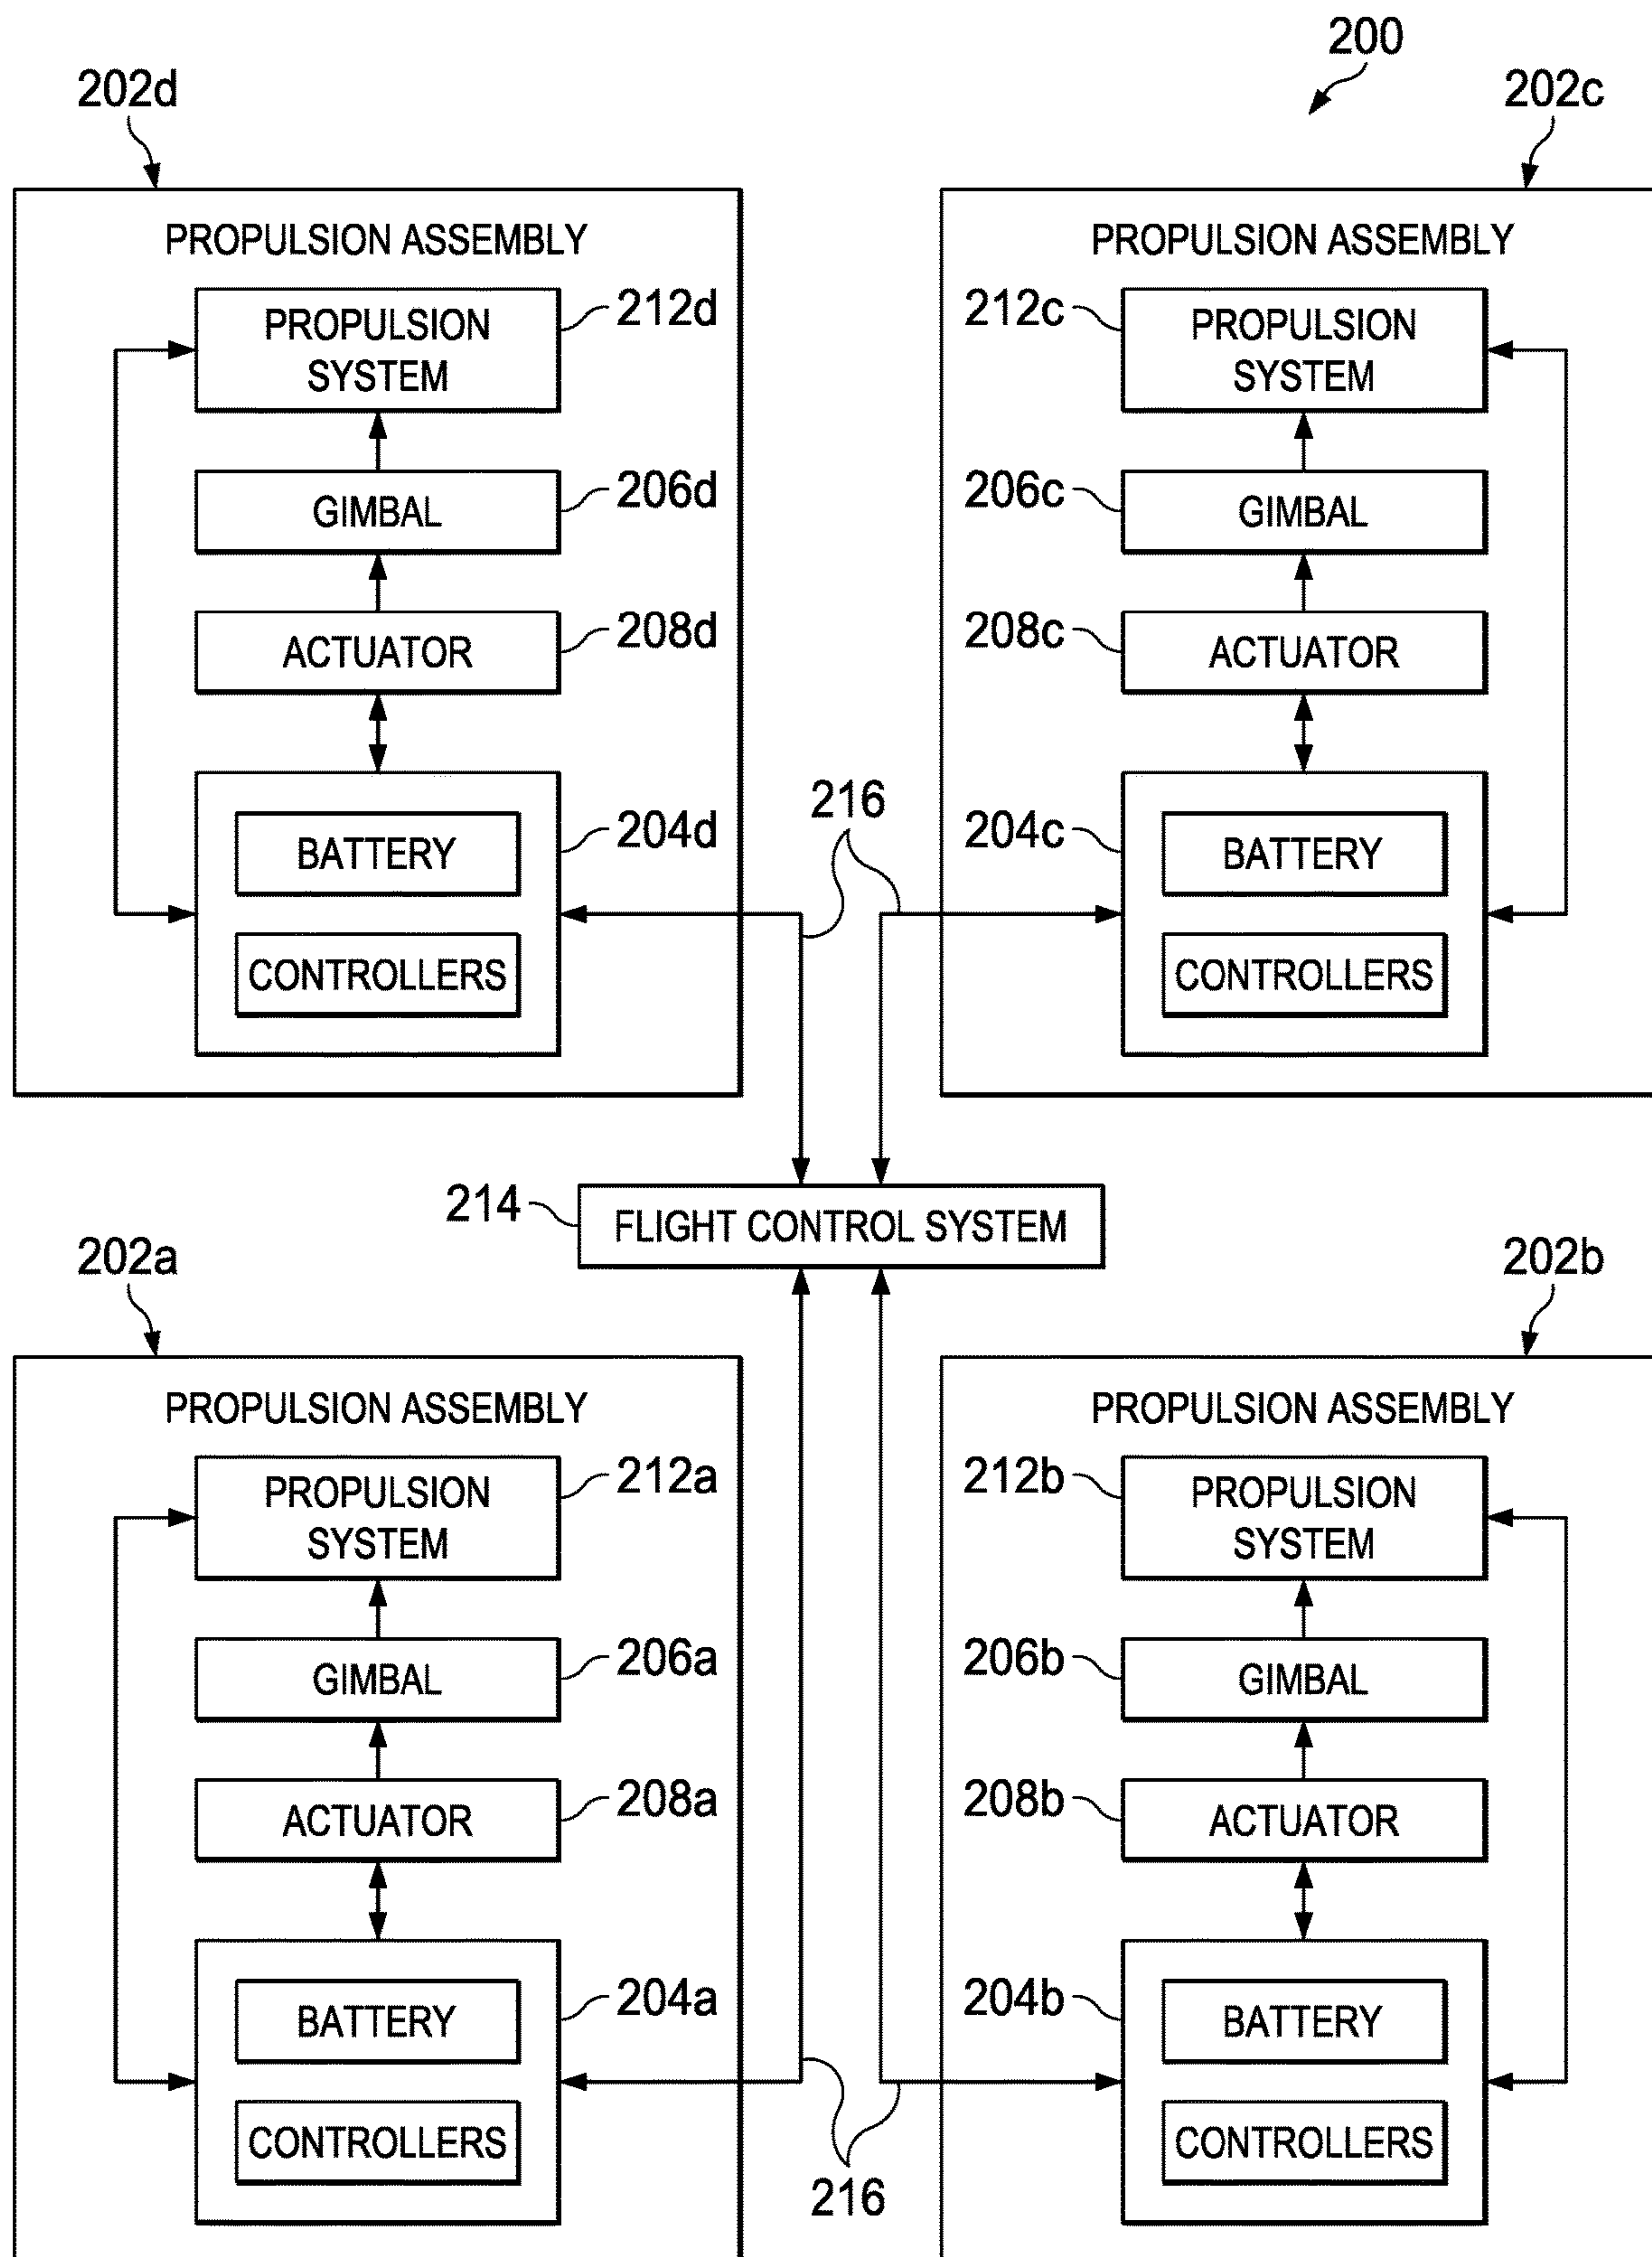 200
202d
202c
PROPULSION ASSEMBLY
PROPULSION ASSEMBLY
PROPULSION
SYSTEM
212d
212c
PROPULSION
SYSTEM
GIMBAL
206d
206c
GIMBAL
ACTUATOR
208d
208c
ACTUATOR
216
BATTERY
204d
204c
BATTERY
CONTROLLERS
CONTROLLERS
214
FLIGHT CONTROL SYSTEM
202a
202b
PROPULSION ASSEMBLY
PROPULSION ASSEMBLY
PROPULSION
SYSTEM
212a
212b
PROPULSION
SYSTEM
GIMBAL
206a
206b
GIMBAL
ACTUATOR
208a
208b
ACTUATOR
BATTERY
204a
204b
BATTERY
CONTROLLERS
CONTROLLERS
216